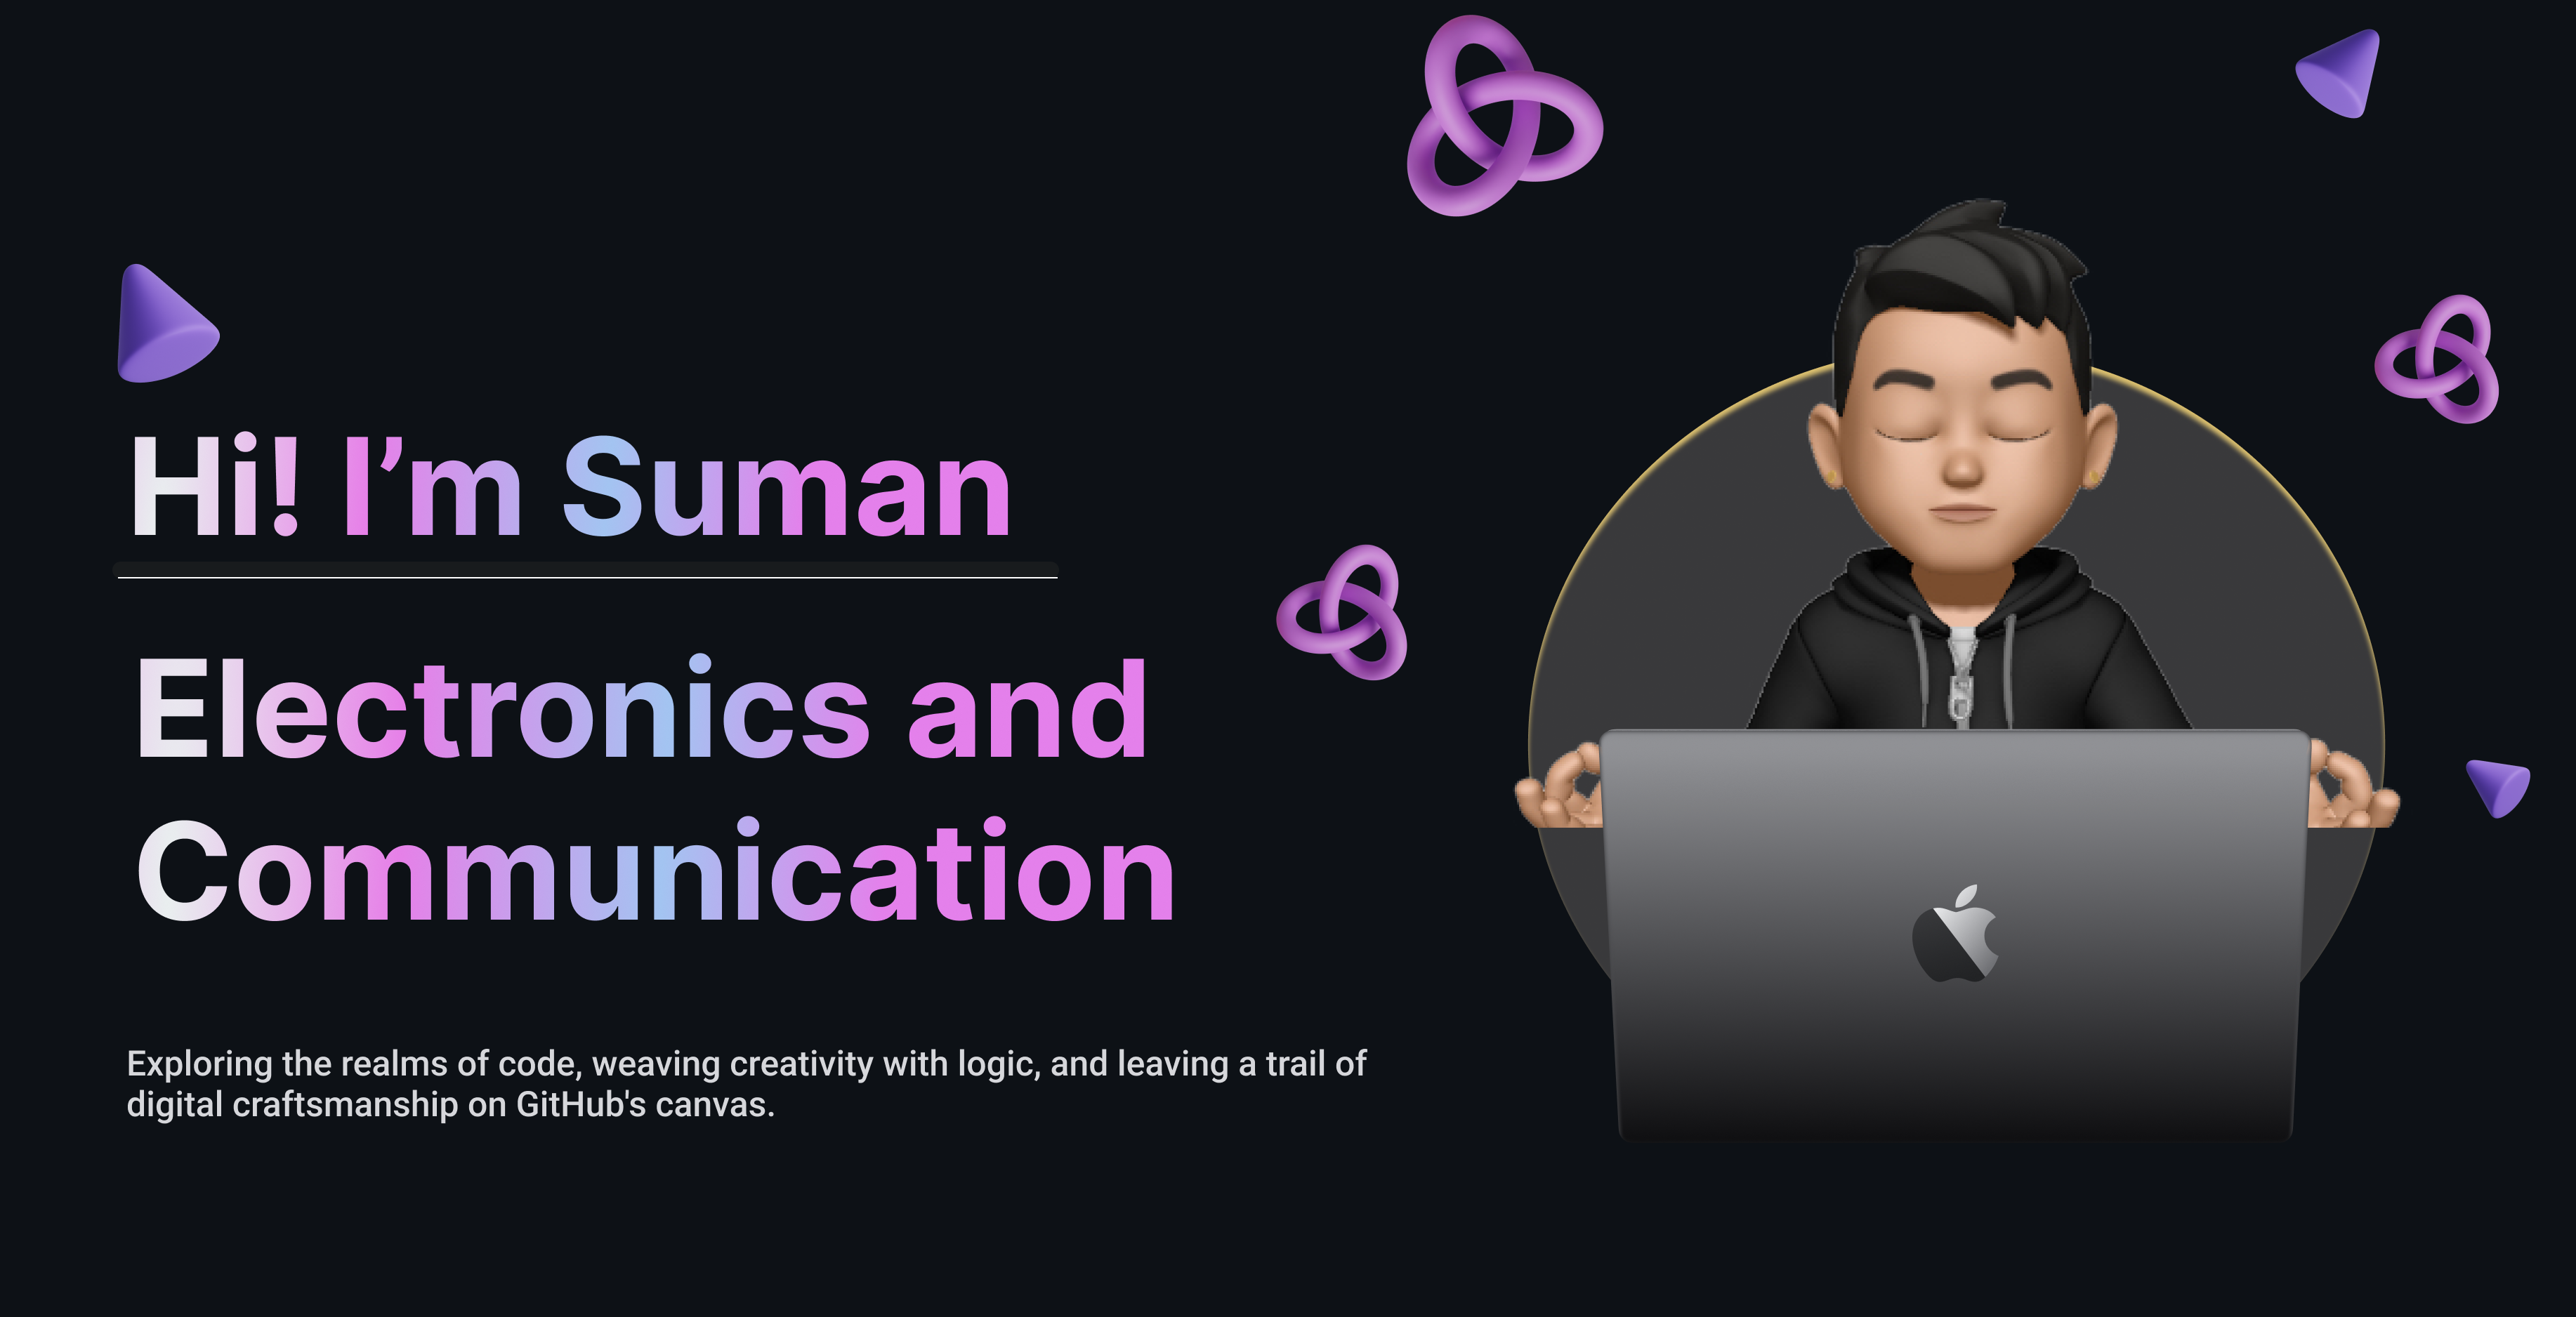 Hi! I’m Suman
Electronics and
Communication
Exploring the realms of code, weaving creativity with logic, and leaving a trail of
digital craftsmanship on GitHub's canvas.